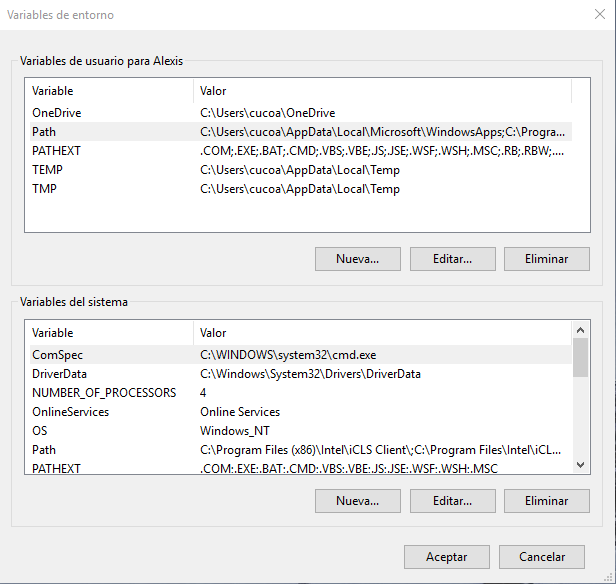 Variables de entorno
Variables de usuario para Alexis
Variable Valor
OneDrive C:\Users\cucoa\OneDrive
Path C:\Users\cucoa\AppData\Local\Microsoft\WindowsApps;C:\Progra...
PATHEXT .COM;.EXE;.BAT;.CMD;.VBS;.VBE;.JS;.JSE;.WSF;.WSH;.MSC;.RB;.RBW;....
TEMP C:\Users\cucoa\AppData\Local\Temp
TMP C:\Users\cucoa\AppData\Local\Temp
Nueva... Editar... Eliminar
Variables del sistema
Variable Valor
ComSpec C:\WINDOWS\system32\cmd.exe
DriverData C:\Windows\System32\Drivers\DriverData
NUMBER_OF_PROCESSORS 4
OnlineServices Online Services
OS Windows_NT
Path C:\Program Files (x86)\Intel\iCLS Client\;C:\Program Files\Intel\iCL...
PATHEXT .COM;.EXE;.BAT;.CMD;.VBS;.VBE;.JS;.JSE;.WSF;.WSH;.MSC
Nueva... Editar... Eliminar
Aceptar Cancelar